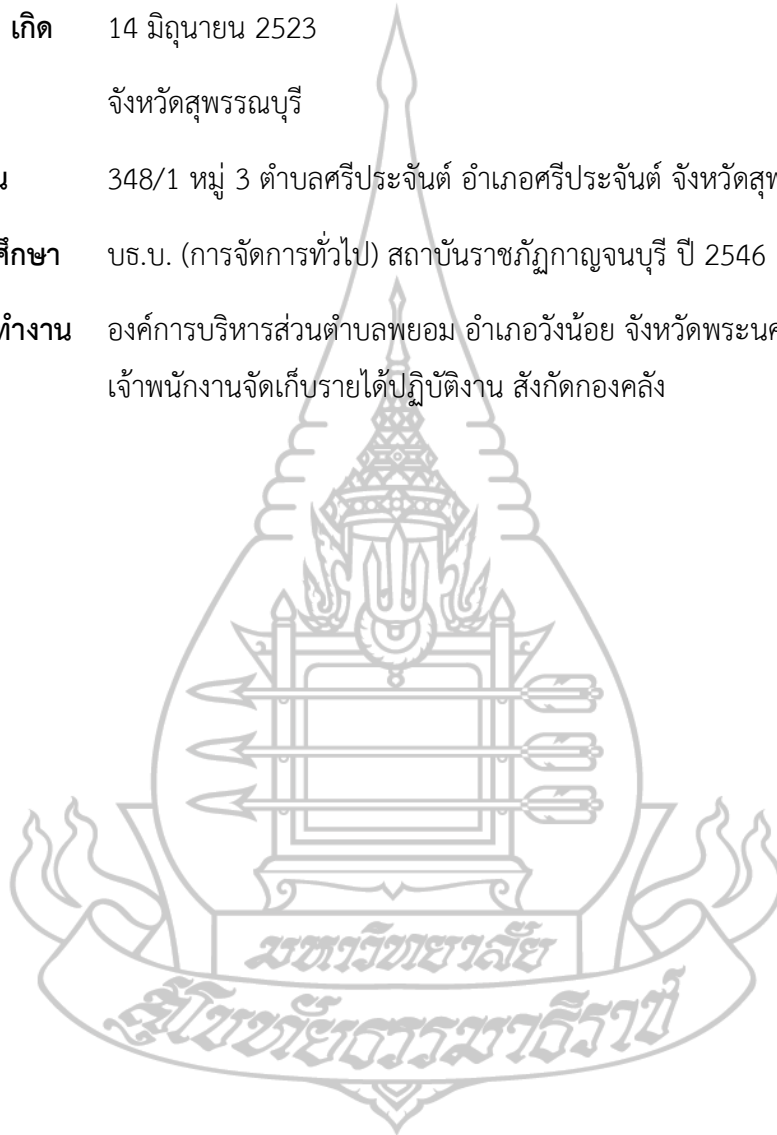 เกิด 14 มิถุนายน 2523
จังหวัดสุพรรณบุรี
348/1 หมู่ 3 ตำบลศรีประจันต์ อำเภอศรีประจันต์
บธ.บ. (การจัดการทั่วไป) สถาบันราชภัฏกาญจนบุรี ปี 2546
ทำงาน องค์การบริหารส่วนตำบลพยอม อำเภอวังน้อย
เจ้าพนักงานจัดเก็บรายได้ปฏิบัติงาน สังกัดกองคลัง
มหาวิทยาลัย
สุโขทัยธรรมาธิราช